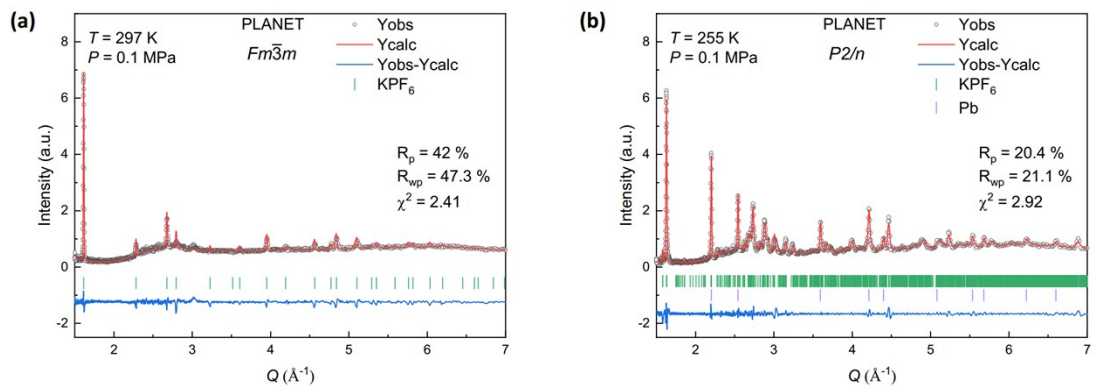 (a)
PLANET
T = 297 K
P = 0.1 MPa
Fm3̅m
Yobs
Ycalc
Yobs-Ycalc
KPF₆
Rₚ = 42 %
R_wp = 47.3 %
χ² = 2.41
Intensity (a.u.)
8
6
4
2
0
-2
2
3
4
5
6
7
Q (Å⁻¹)
(b)
PLANET
T = 255 K
P = 0.1 MPa
P2/n
Yobs
Ycalc
Yobs-Ycalc
KPF₆
Pb
Rₚ = 20.4 %
R_wp = 21.1 %
χ² = 2.92
Intensity (a.u.)
8
6
4
2
0
-2
2
3
4
5
6
7
Q (Å⁻¹)